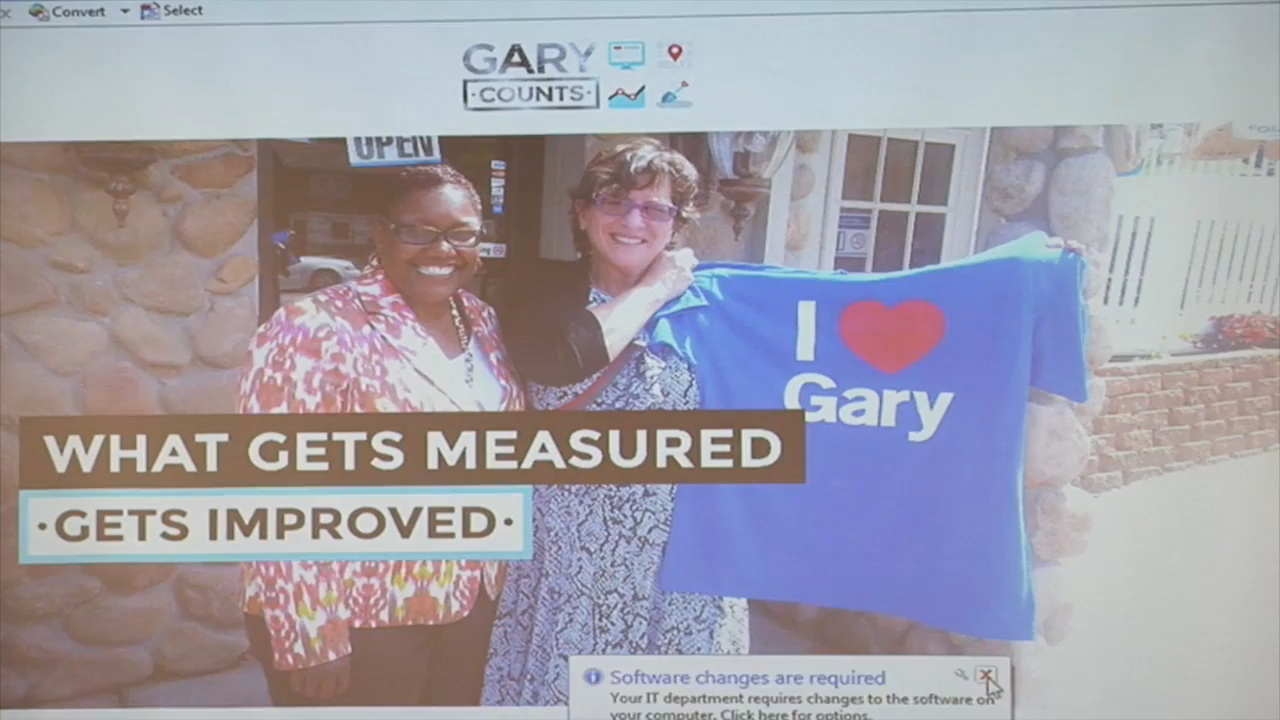 Convert Select
GARY
·COUNTS·
OPEN
I
Gary
WHAT GETS MEASURED
·GETS IMPROVED·
Software changes are required
Your IT department requires changes to the software on
your computer. Click here for options.